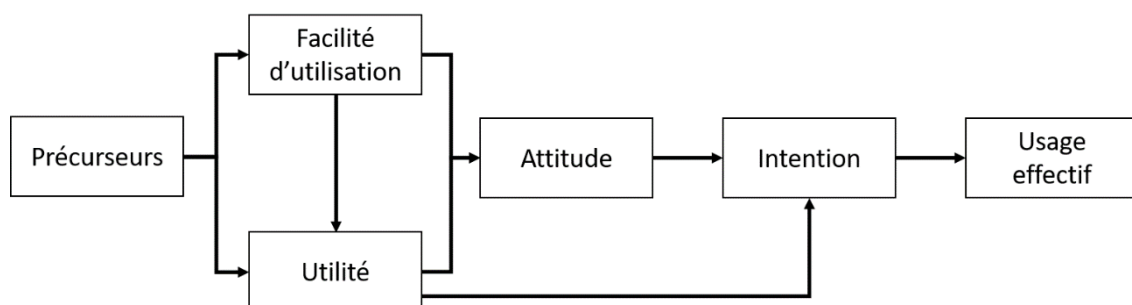 Facilité
d'utilisation
Précurseurs
Attitude
Intention
Usage
effectif
Utilité